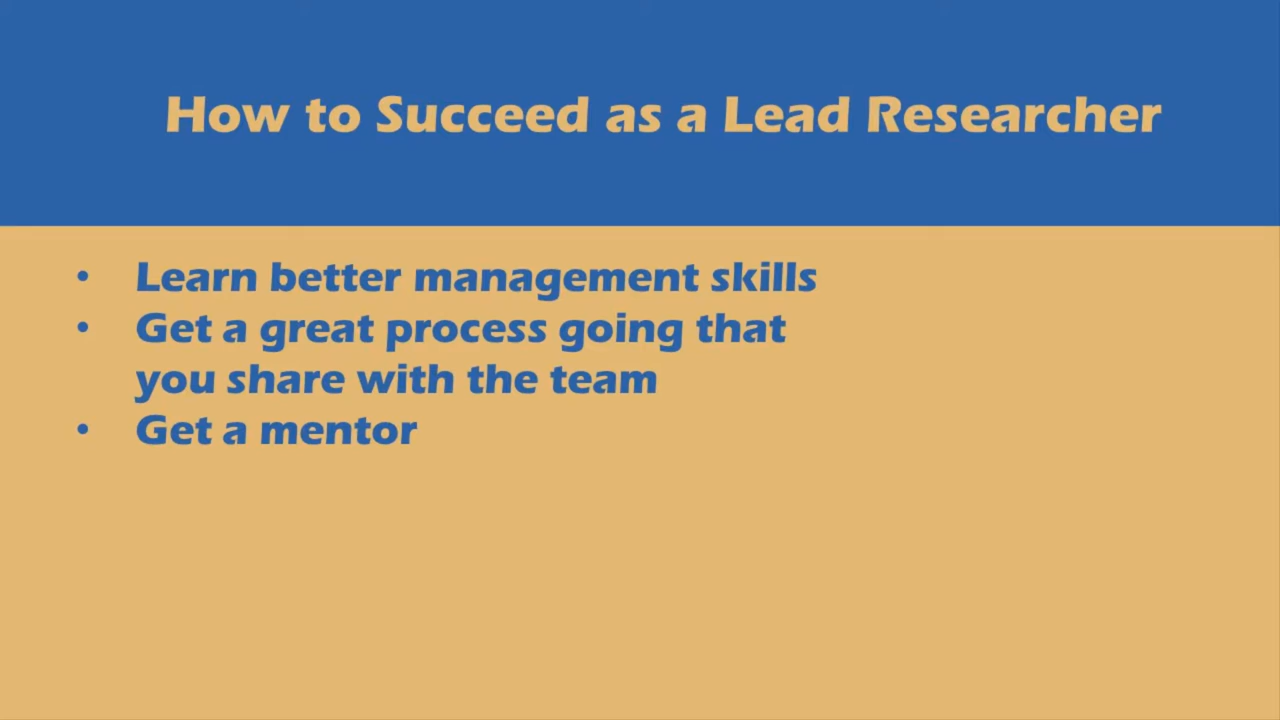 How to Succeed as a Lead Researcher
• Learn better management skills
• Get a great process going that
you share with the team
• Get a mentor